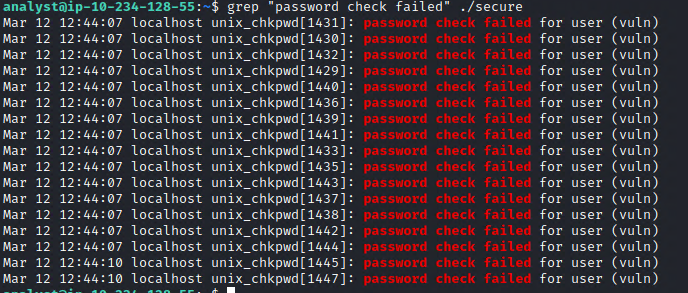 analyst@ip-10-234-128-55:~$ grep "password check failed" ./secure
Mar 12 12:44:07 localhost unix_chkpwd[1431]: password check failed for user (vuln)
Mar 12 12:44:07 localhost unix_chkpwd[1430]: password check failed for user (vuln)
Mar 12 12:44:07 localhost unix_chkpwd[1432]: password check failed for user (vuln)
Mar 12 12:44:07 localhost unix_chkpwd[1429]: password check failed for user (vuln)
Mar 12 12:44:07 localhost unix_chkpwd[1440]: password check failed for user (vuln)
Mar 12 12:44:07 localhost unix_chkpwd[1436]: password check failed for user (vuln)
Mar 12 12:44:07 localhost unix_chkpwd[1439]: password check failed for user (vuln)
Mar 12 12:44:07 localhost unix_chkpwd[1441]: password check failed for user (vuln)
Mar 12 12:44:07 localhost unix_chkpwd[1433]: password check failed for user (vuln)
Mar 12 12:44:07 localhost unix_chkpwd[1435]: password check failed for user (vuln)
Mar 12 12:44:07 localhost unix_chkpwd[1443]: password check failed for user (vuln)
Mar 12 12:44:07 localhost unix_chkpwd[1437]: password check failed for user (vuln)
Mar 12 12:44:07 localhost unix_chkpwd[1438]: password check failed for user (vuln)
Mar 12 12:44:07 localhost unix_chkpwd[1442]: password check failed for user (vuln)
Mar 12 12:44:07 localhost unix_chkpwd[1444]: password check failed for user (vuln)
Mar 12 12:44:10 localhost unix_chkpwd[1445]: password check failed for user (vuln)
Mar 12 12:44:10 localhost unix_chkpwd[1447]: password check failed for user (vuln)
analyst@ip-10-234-128-55:~$